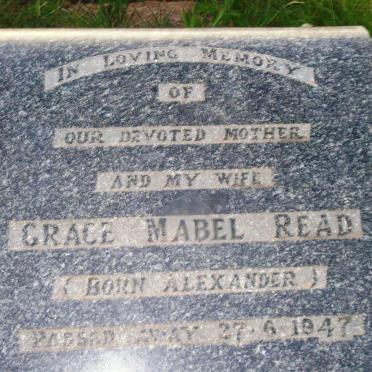 IN LOVING MEMORY
OF
OUR DEVOTED MOTHER
AND MY WIFE
GRACE MABEL READ
(BORN ALEXANDER)
PASSED AWAY 27.6.1947